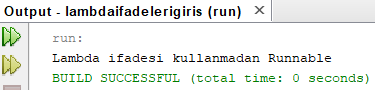 Output - lambdaifadelerigiris (run)
run:
Lambda ifadesi kullanmadan Runnable
BUILD SUCCESSFUL (total time: 0 seconds)